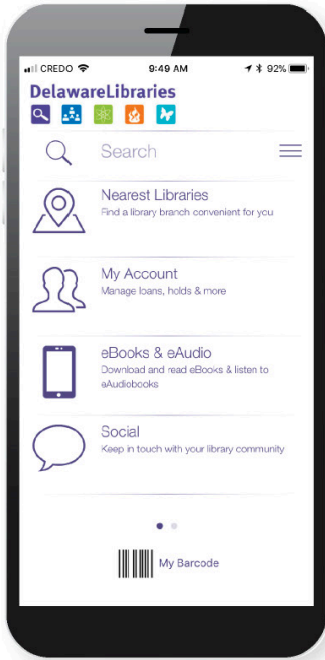 CREDO 9:49 AM 92%
DelawareLibraries
Search
Nearest Libraries
Find a library branch convenient for you
My Account
Manage loans, holds & more
eBooks & eAudio
Download and read eBooks & listen to
eAudiobooks
Social
Keep in touch with your library community
My Barcode